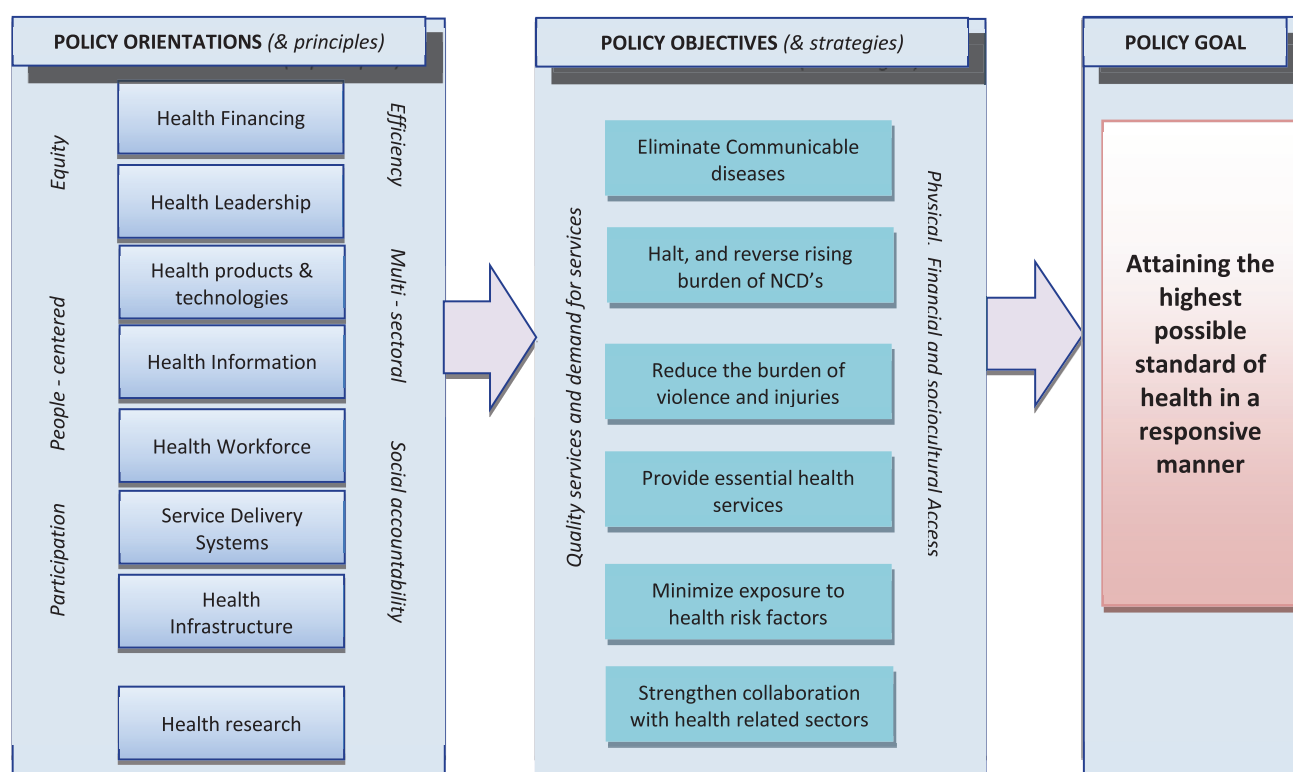 POLICY ORIENTATIONS (& principles)
Equity
People - centered
Participation
Health Financing
Health Leadership
Health products &
technologies
Health Information
Health Workforce
Service Delivery
Systems
Health
Infrastructure
Health research
Efficiency
Multi - sectoral
Social accountability
POLICY OBJECTIVES (& strategies)
Quality services and demand for services
Eliminate Communicable
diseases
Halt, and reverse rising
burden of NCD’s
Reduce the burden of
violence and injuries
Provide essential health
services
Minimize exposure to
health risk factors
Strengthen collaboration
with health related sectors
Physical. Financial and sociocultural Access
POLICY GOAL
Attaining the
highest
possible
standard of
health in a
responsive
manner